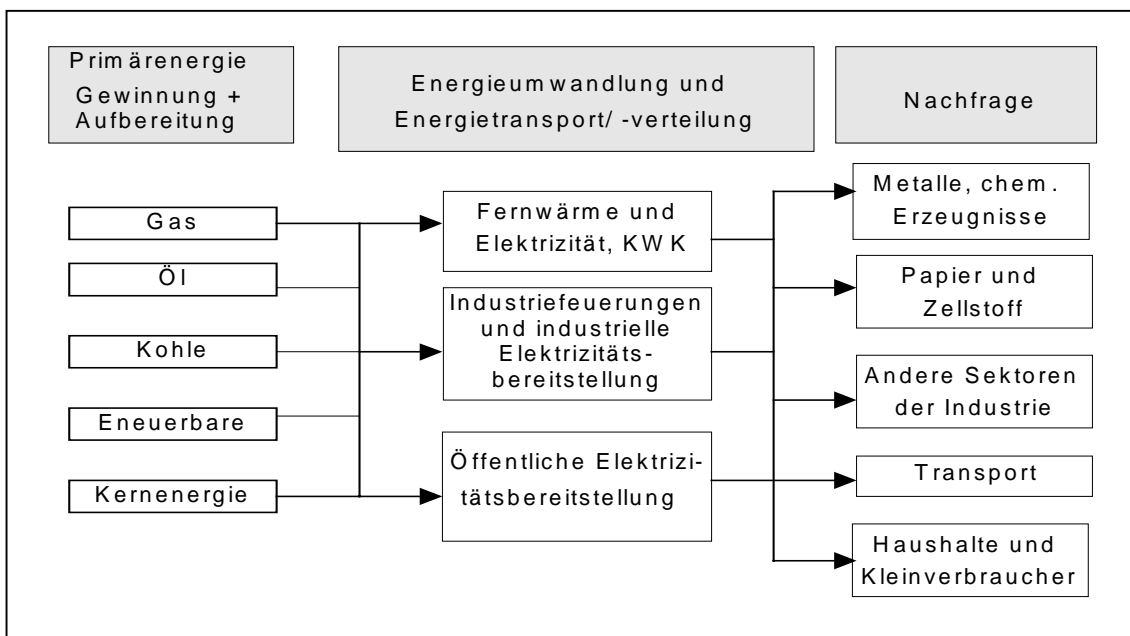 Primärenergie
Gewinnung +
Aufbereitung
Energieumwandlung und
Energietransport/ -verteilung
Nachfrage
Gas
Öl
Kohle
Eneuerbare
Kernenergie
Fernwärme und
Elektrizität, KWK
Industriefeuerungen
und industrielle
Elektrizitäts-
bereitstellung
Öffentliche Elektrizi-
tätsbereitstellung
Metalle, chem.
Erzeugnisse
Papier und
Zellstoff
Andere Sektoren
der Industrie
Transport
Haushalte und
Kleinverbraucher